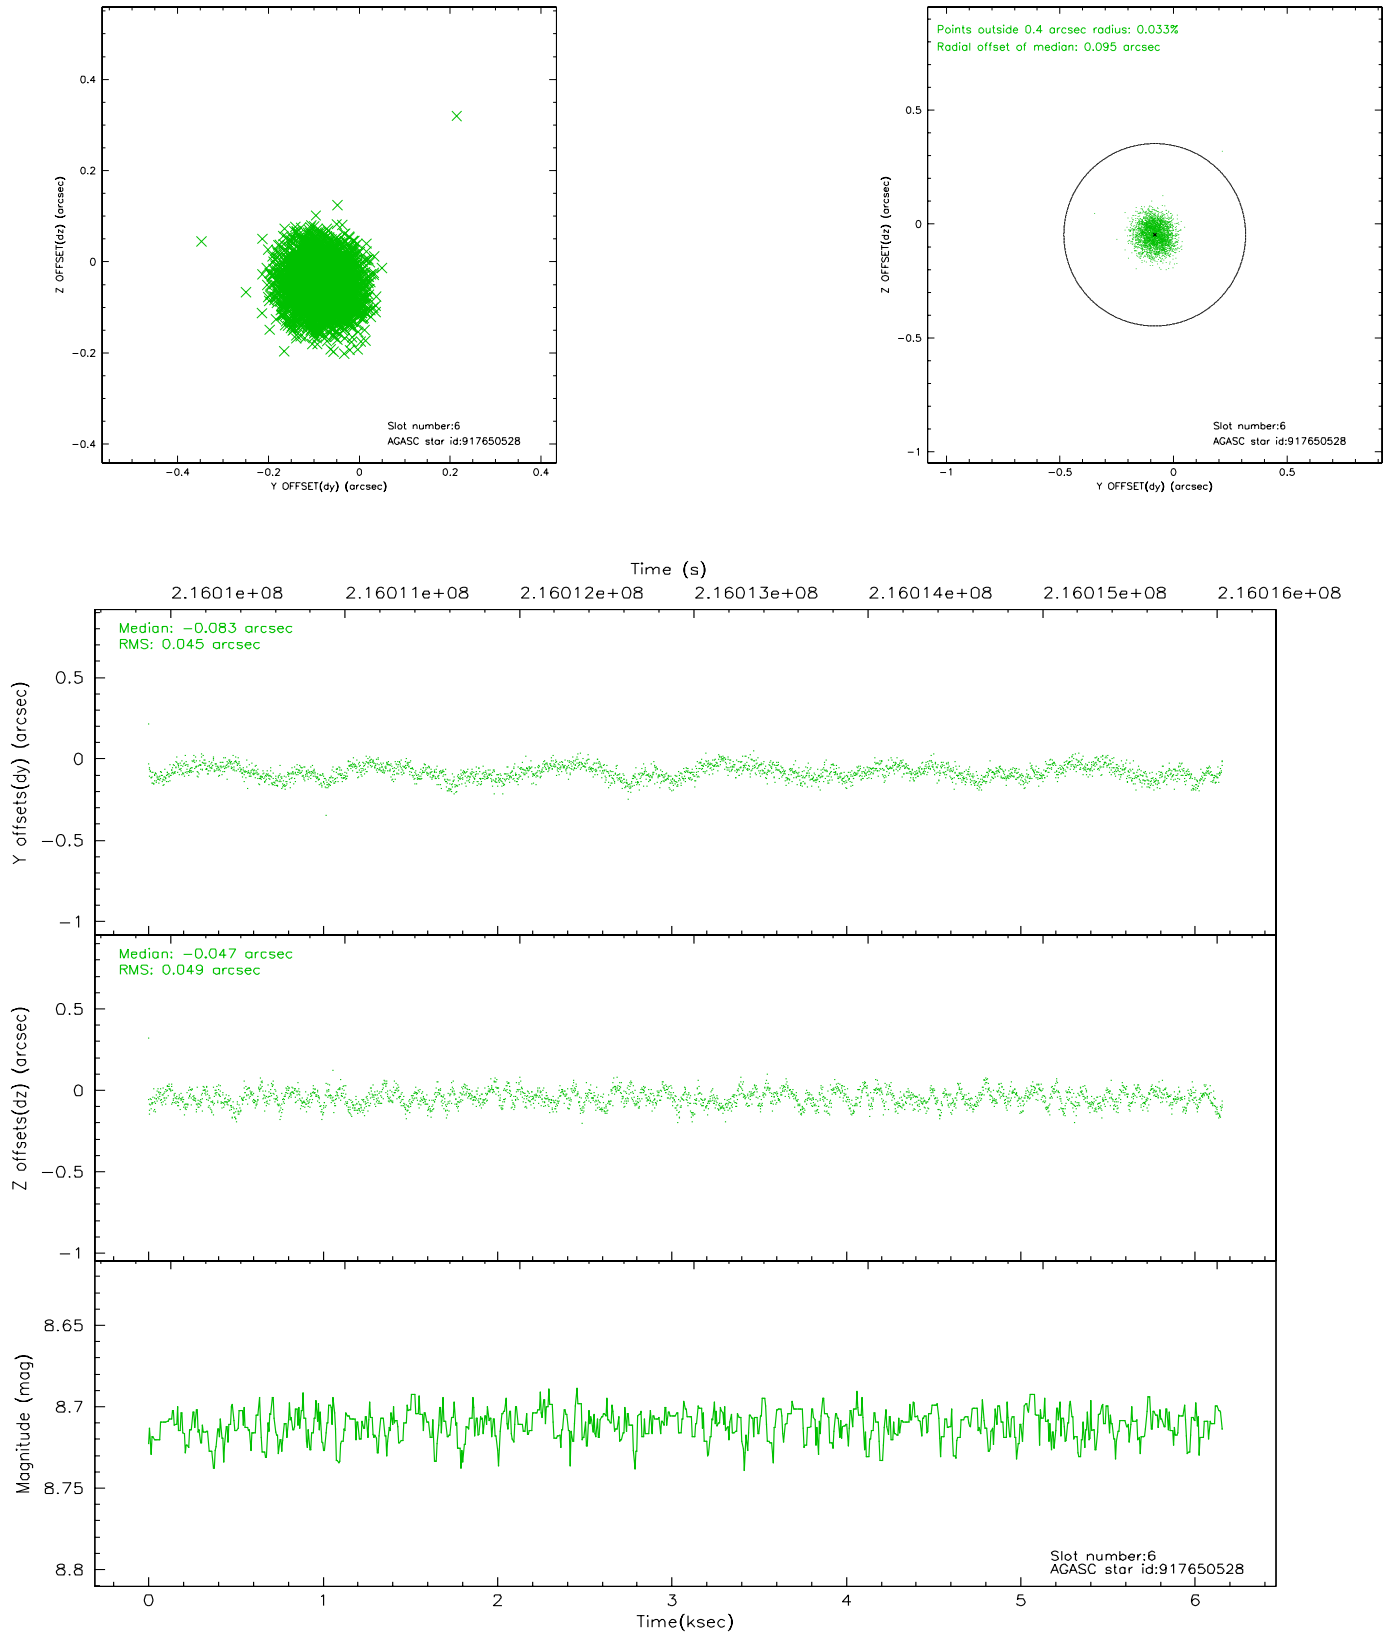 0.4
0.2
0
−0.2
−0.4
Z OFFSET(dz) (arcsec)
Slot number:6
AGASC star id:917650528
−0.4 −0.2 0 0.2 0.4
Y OFFSET(dy) (arcsec)
Points outside 0.4 arcsec radius: 0.033%
Radial offset of median: 0.095 arcsec
0.5
0
−0.5
−1
Z OFFSET(dz) (arcsec)
Slot number:6
AGASC star id:917650528
−1 −0.5 0 0.5
Y OFFSET(dy) (arcsec)
Time (s)
2.1601e+08 2.16011e+08 2.16012e+08 2.16013e+08 2.16014e+08 2.16015e+08 2.16016e+08
Median: −0.083 arcsec
RMS: 0.045 arcsec
0.5
0
−0.5
−1
Y offsets(dy) (arcsec)
Median: −0.047 arcsec
RMS: 0.049 arcsec
0.5
0
−0.5
−1
Z offsets(dz) (arcsec)
8.65
8.7
8.75
8.8
Magnitude (mag)
Slot number:6
AGASC star id:917650528
0 1 2 3 4 5 6
Time(ksec)